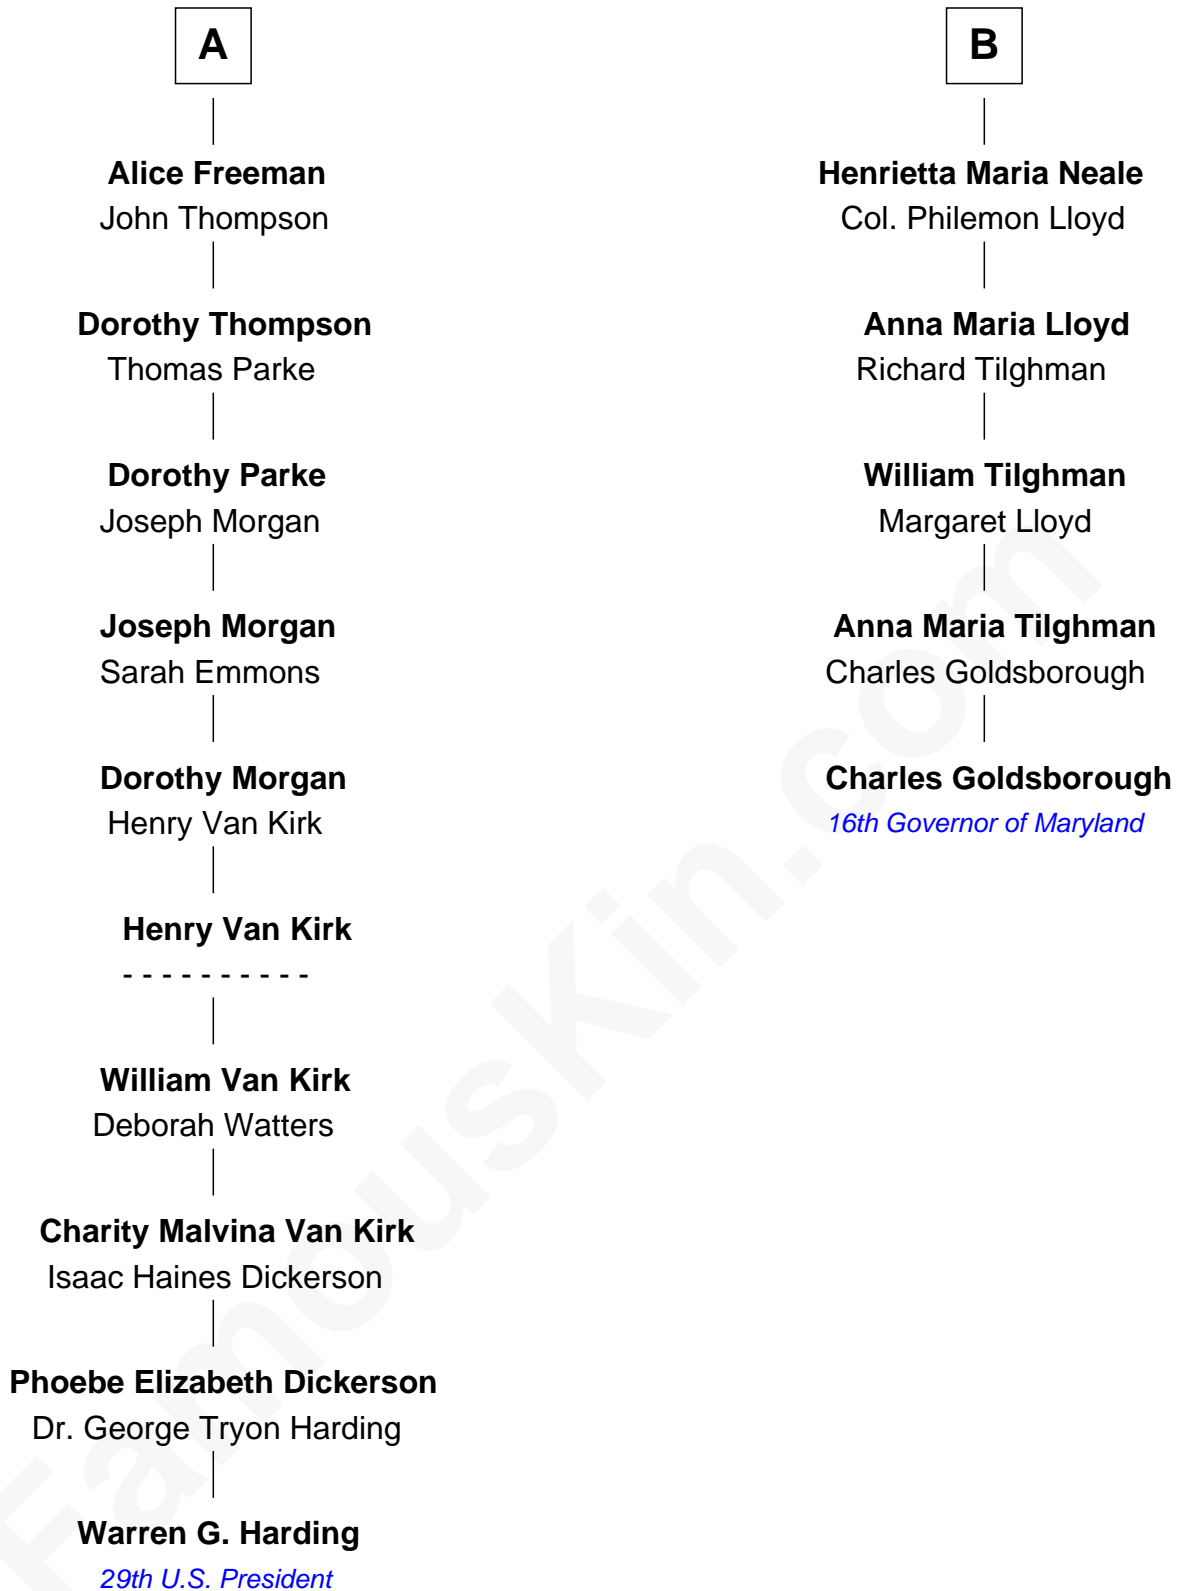 A
Alice Freeman
John Thompson
Dorothy Thompson
Thomas Parke
Dorothy Parke
Joseph Morgan
Joseph Morgan
Sarah Emmons
Dorothy Morgan
Henry Van Kirk
Henry Van Kirk
- - - - - - - - - -
William Van Kirk
Deborah Watters
Charity Malvina Van Kirk
Isaac Haines Dickerson
Phoebe Elizabeth Dickerson
Dr. George Tryon Harding
Warren G. Harding
29th U.S. President
B
Henrietta Maria Neale
Col. Philemon Lloyd
Anna Maria Lloyd
Richard Tilghman
William Tilghman
Margaret Lloyd
Anna Maria Tilghman
Charles Goldsborough
Charles Goldsborough
16th Governor of Maryland
FamousKin.com